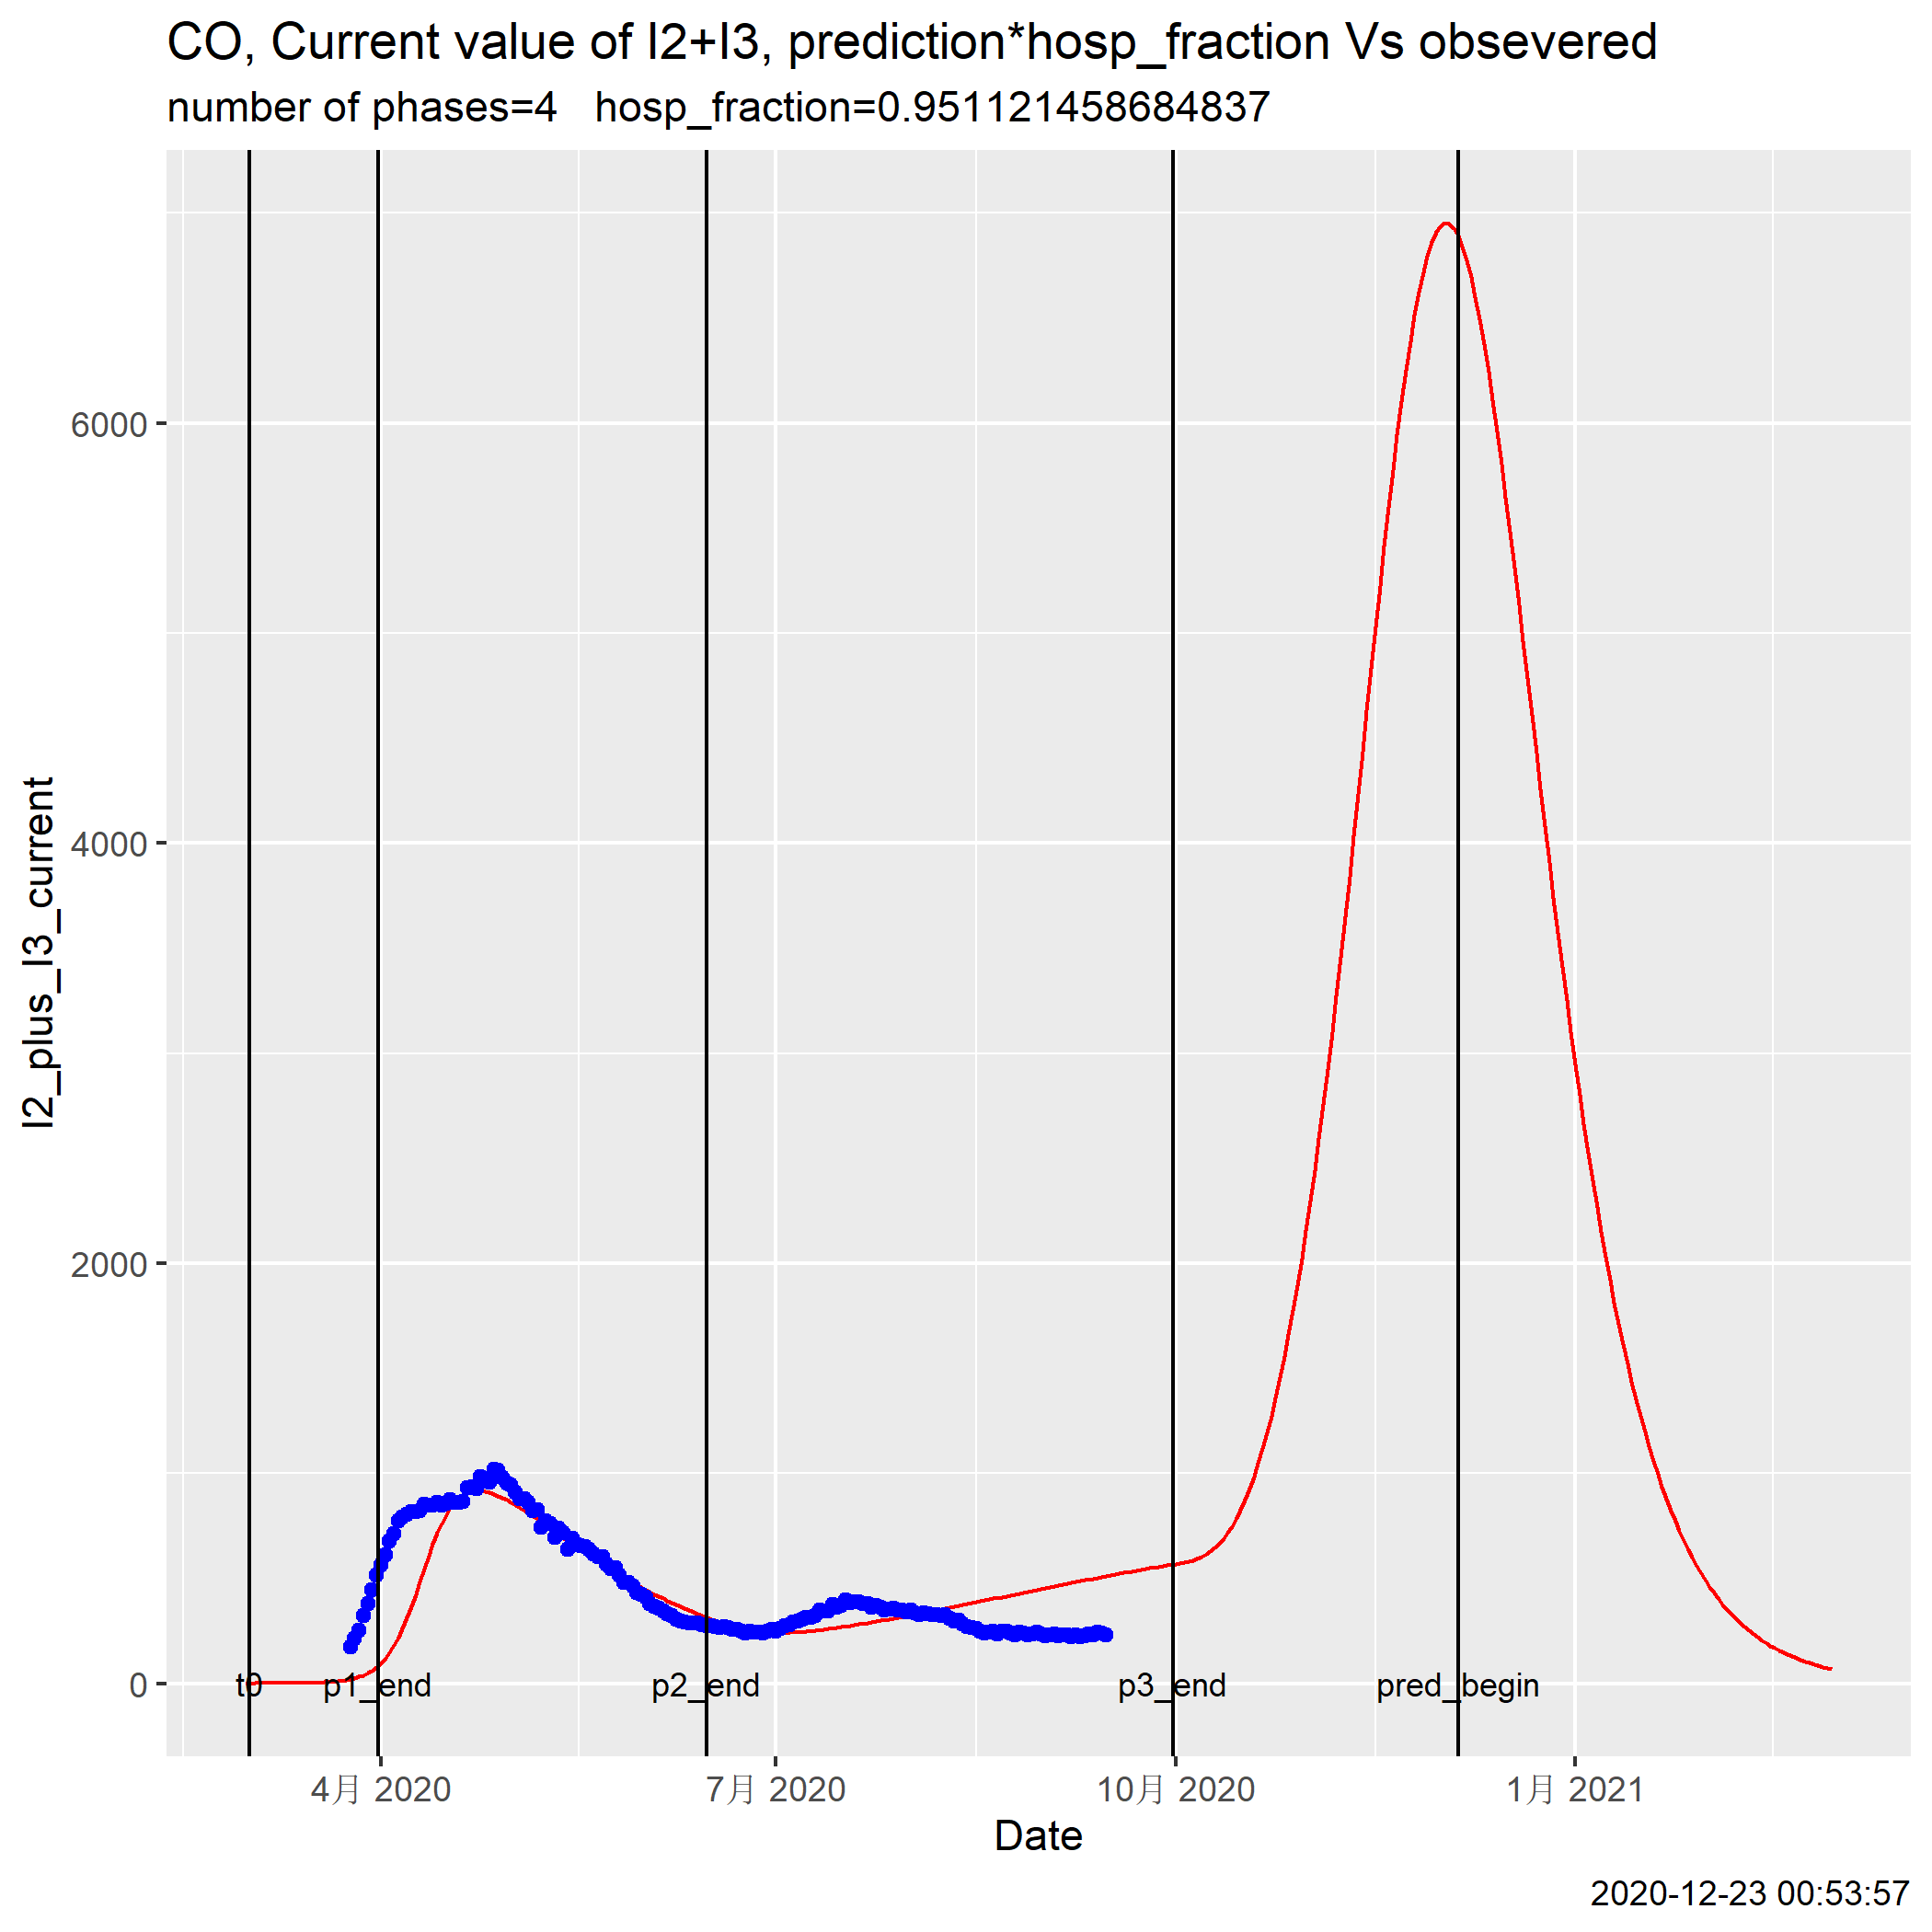 CO, Current value of I2+I3, prediction*hosp_fraction Vs obsevered
number of phases=4   hosp_fraction=0.951121458684837
I2_plus_I3_current
6000
4000
2000
0
t0
p1_end
p2_end
p3_end
pred_begin
4月 2020
7月 2020
10月 2020
1月 2021
Date
2020-12-23 00:53:57